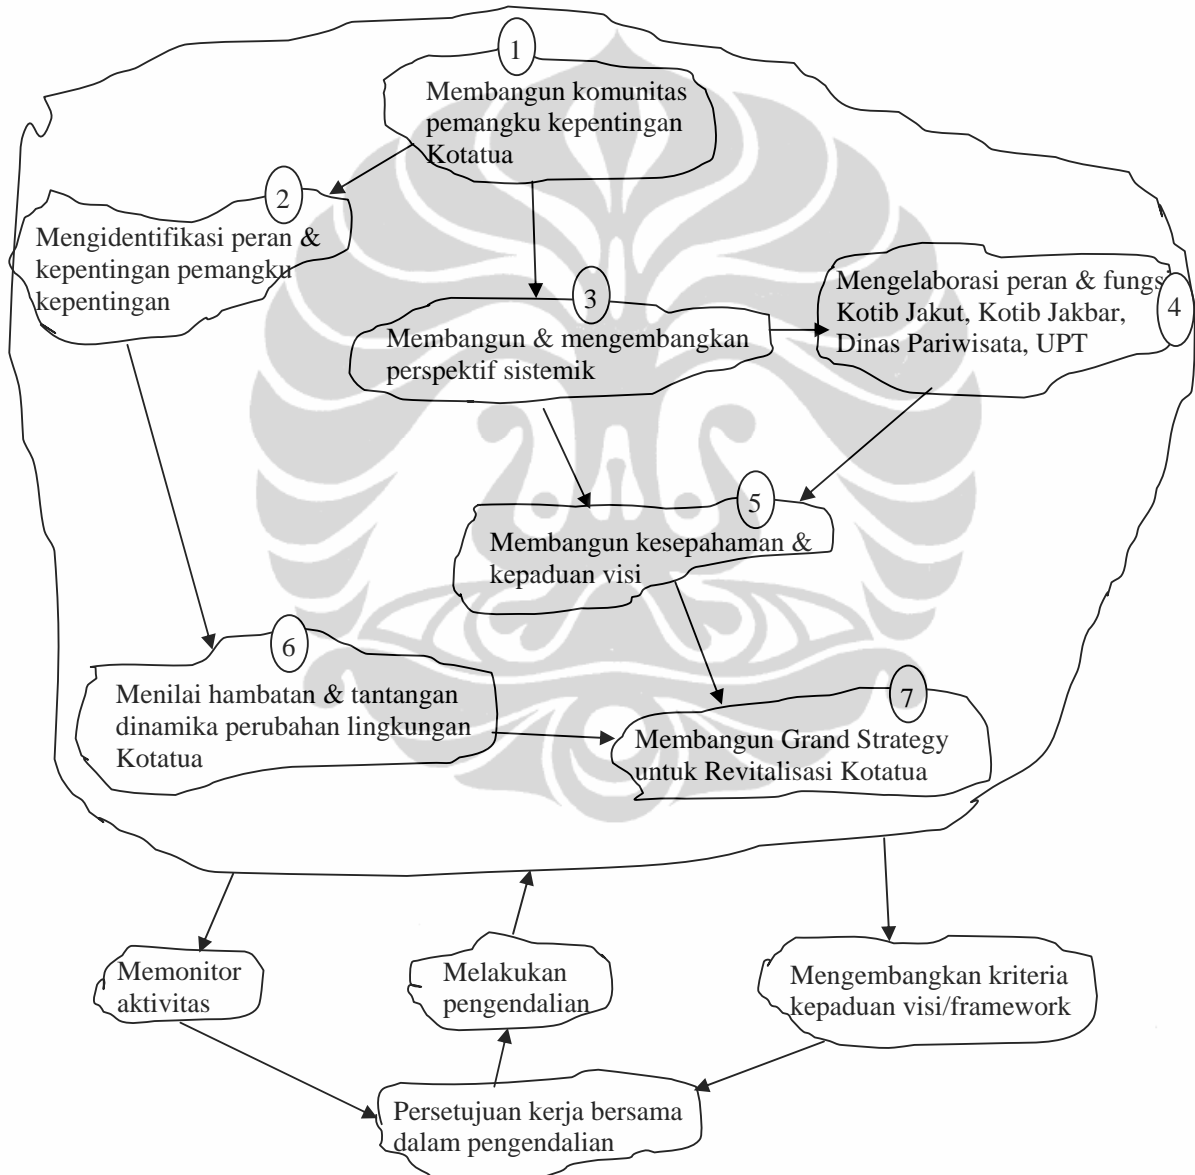 1
Membangun komunitas
pemangku kepentingan
Kotatua
2
Mengidentifikasi peran &
kepentingan pemangku
kepentingan
3
Membangun & mengembangkan
perspektif sistemik
Mengelaborasi peran & fungs
Kotib Jakut, Kotib Jakbar,
Dinas Pariwisata, UPT
4
5
Membangun kesepahaman &
kepaduan visi
6
Menilai hambatan & tantangan
dinamika perubahan lingkungan
Kotatua
7
Membangun Grand Strategy
untuk Revitalisasi Kotatua
Memonitor
aktivitas
Melakukan
pengendalian
Mengembangkan kriteria
kepaduan visi/framework
Persetujuan kerja bersama
dalam pengendalian